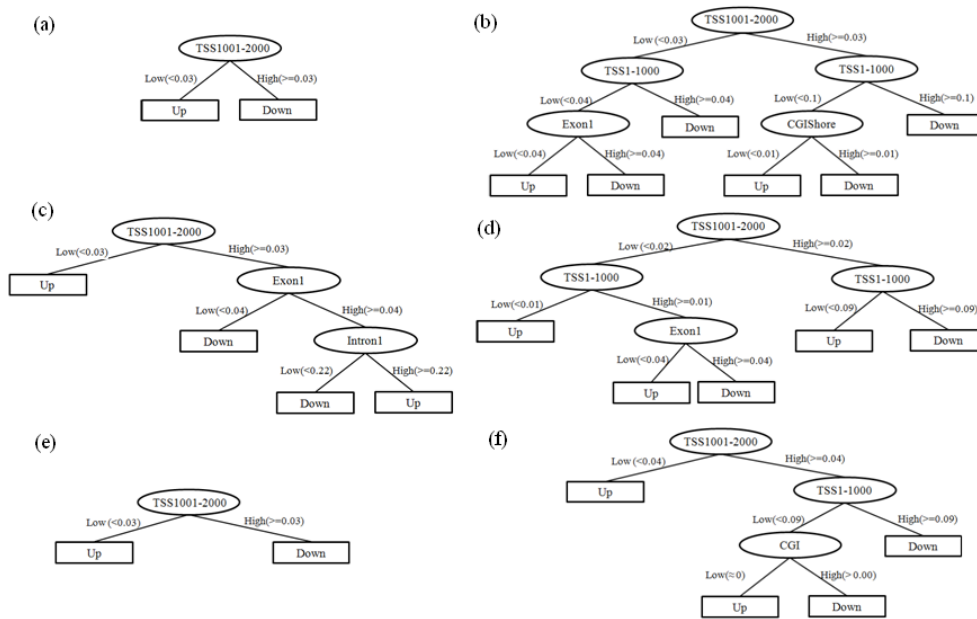 (a)
TSS1001-2000
Low(<0.03)
High(>=0.03)
Up
Down
(b)
TSS1001-2000
Low (<0.03)
High(>=0.03)
TSS1-1000
TSS1-1000
Low(<0.04)
High(>=0.04)
Low(<0.1)
High(>=0.1)
Exon1
Down
CGIShore
Down
Low(<0.04)
High(>=0.04)
Low(<0.01)
High(>=0.01)
Up
Down
Up
Down
(c)
TSS1001-2000
Low(<0.03)
High(>=0.03)
Up
Exon1
Low(<0.04)
High(>=0.04)
Down
Intron1
Low(<0.22)
High(>=0.22)
Down
Up
(d)
TSS1001-2000
Low(<0.02)
High(>=0.02)
TSS1-1000
TSS1-1000
Low(<0.01)
High(>=0.01)
Low(<0.09)
High(>=0.09)
Up
Exon1
Up
Down
Low(<0.04)
High(>=0.04)
Up
Down
(e)
TSS1001-2000
Low (<0.03)
High(>=0.03)
Up
Down
(f)
TSS1001-2000
Low (<0.04)
High(>=0.04)
Up
TSS1-1000
Low(<0.09)
High(>=0.09)
CGI
Down
Low(≈0)
High(>0.00)
Up
Down